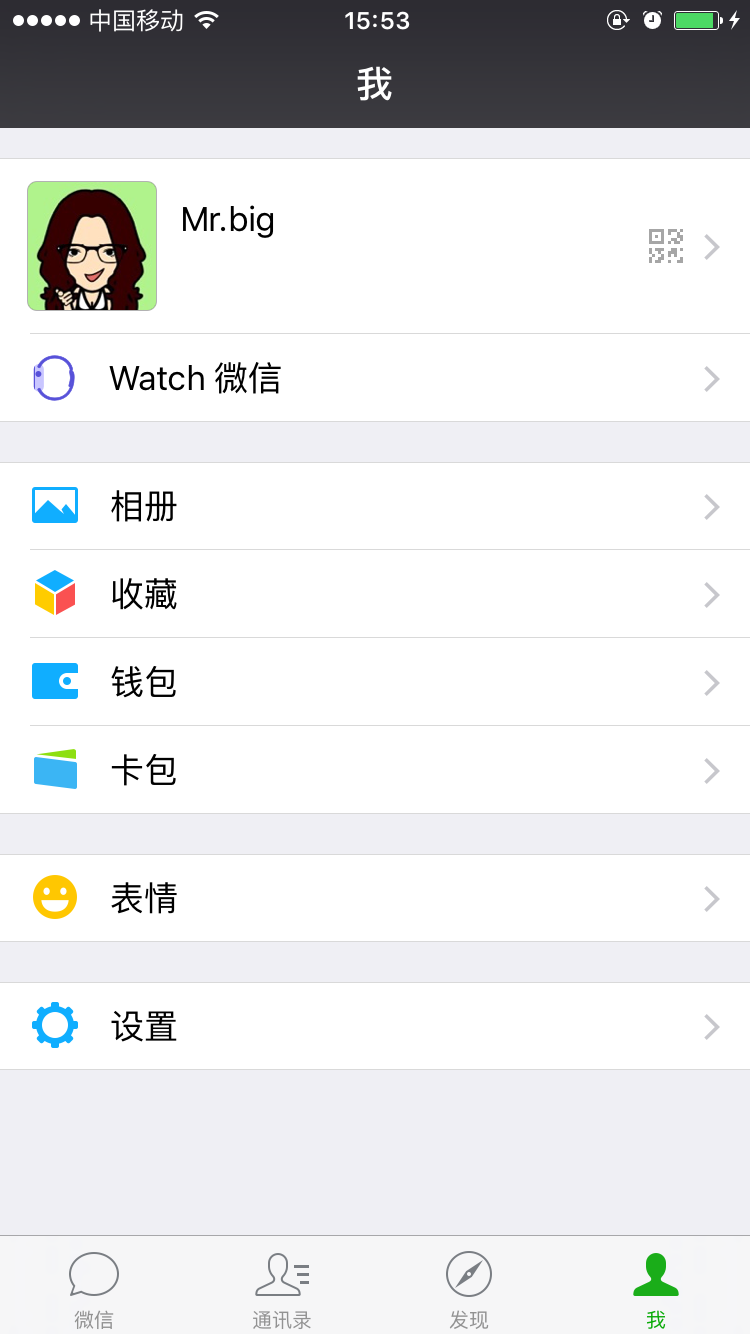 中国移动
15:53
我
Mr.big
Watch 微信
相册
收藏
钱包
卡包
表情
设置
微信
通讯录
发现
我